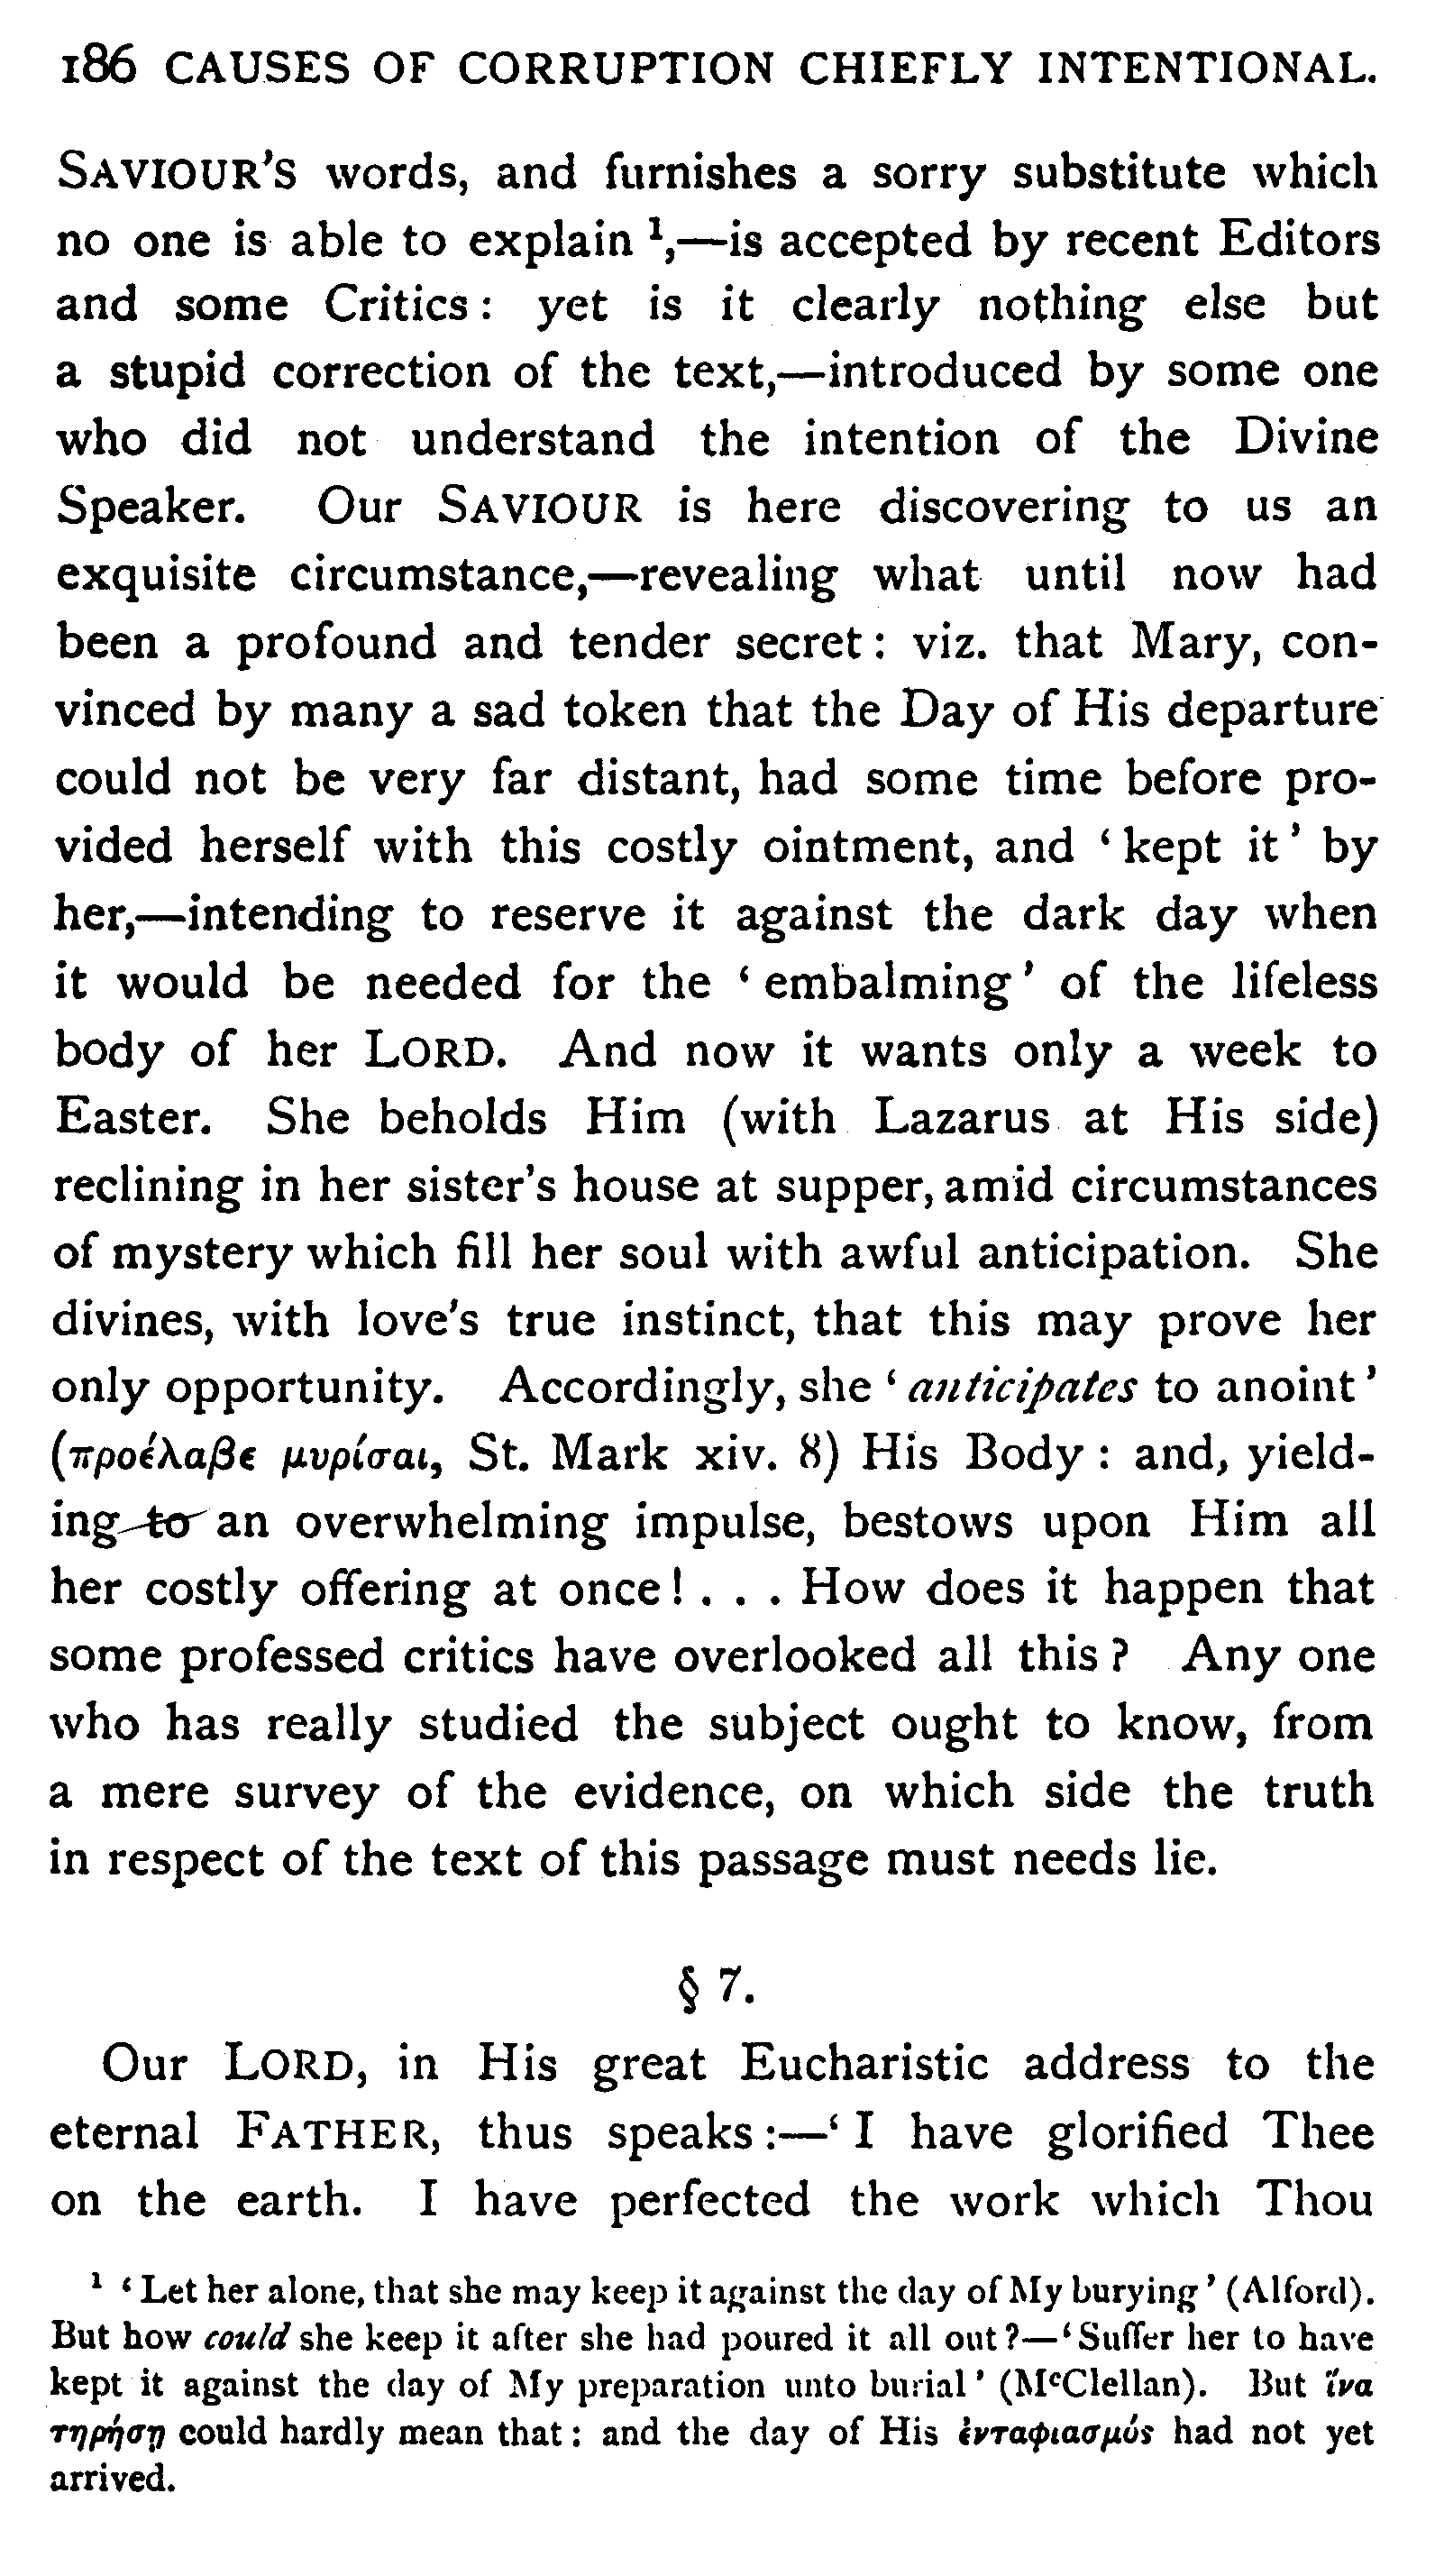 186 CAUSES OF CORRUPTION CHIEFLY INTENTIONAL.
SAVIOUR'S words, and furnishes a sorry substitute which
no one is able to explain ¹,—is accepted by recent Editors
and some Critics: yet is it clearly nothing else but
a stupid correction of the text,—introduced by some one
who did not understand the intention of the Divine
Speaker. Our SAVIOUR is here discovering to us an
exquisite circumstance,—revealing what until now had
been a profound and tender secret: viz. that Mary, con-
vinced by many a sad token that the Day of His departure
could not be very far distant, had some time before pro-
vided herself with this costly ointment, and 'kept it' by
her,—intending to reserve it against the dark day when
it would be needed for the 'embalming' of the lifeless
body of her LORD. And now it wants only a week to
Easter. She beholds Him (with Lazarus at His side)
reclining in her sister's house at supper, amid circumstances
of mystery which fill her soul with awful anticipation. She
divines, with love's true instinct, that this may prove her
only opportunity. Accordingly, she 'anticipates to anoint'
(προέλαβε μυρίσαι, St. Mark xiv. 8) His Body: and, yield-
ing to an overwhelming impulse, bestows upon Him all
her costly offering at once! . . . How does it happen that
some professed critics have overlooked all this? Any one
who has really studied the subject ought to know, from
a mere survey of the evidence, on which side the truth
in respect of the text of this passage must needs lie.
§ 7.
Our LORD, in His great Eucharistic address to the
eternal FATHER, thus speaks:—'I have glorified Thee
on the earth. I have perfected the work which Thou
¹ 'Let her alone, that she may keep it against the day of My burying' (Alford).
But how could she keep it after she had poured it all out?—'Suffer her to have
kept it against the day of My preparation unto burial' (McClellan). But ἵνα
τηρήσῃ could hardly mean that: and the day of His ἐνταφιασμός had not yet
arrived.